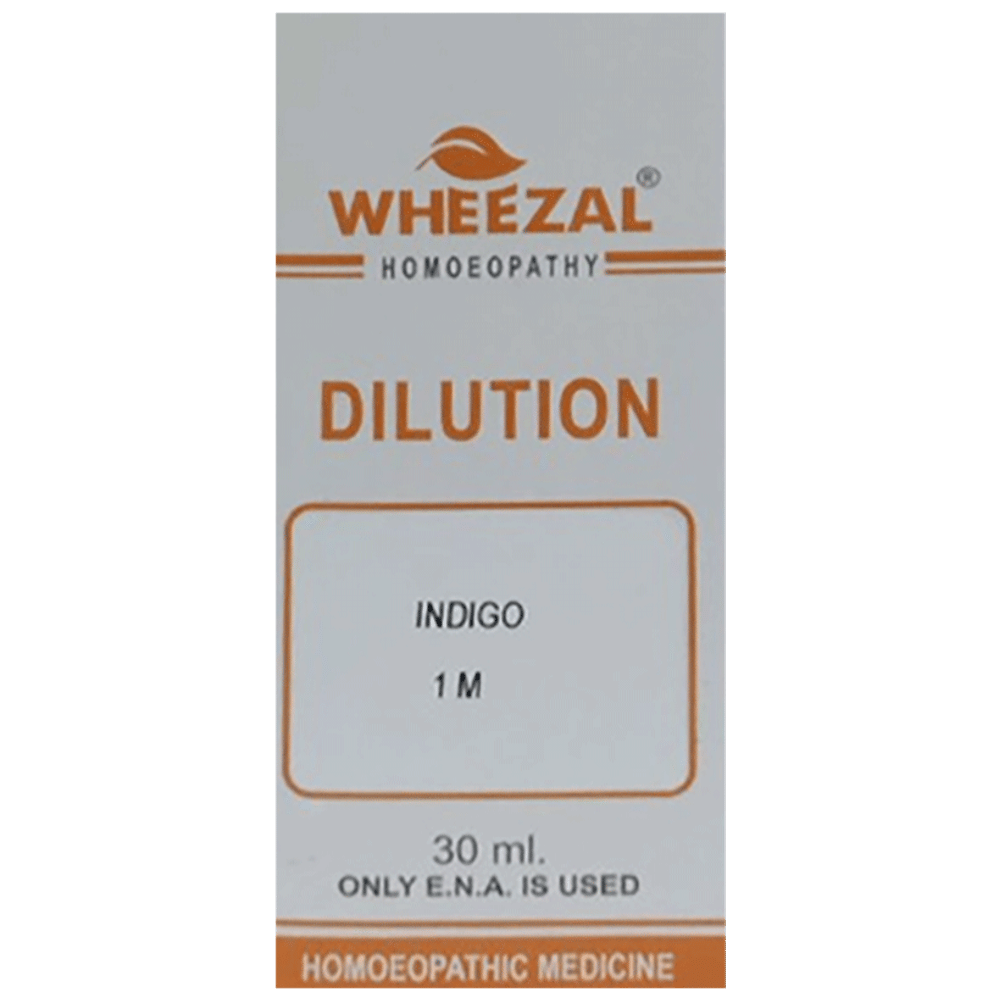 WHEEZAL®
HOMOEOPATHY
DILUTION
INDIGO
1 M
30 ml.
ONLY E.N.A. IS USED
HOMOEOPATHIC MEDICINE